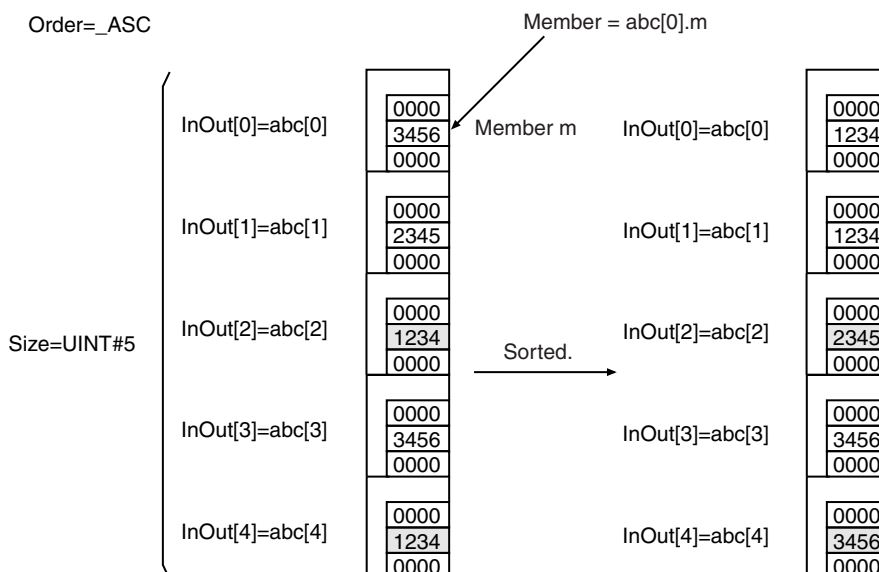 Order=_ASC
Member = abc[0].m
InOut[0]=abc[0]
0000
3456
0000
Member m
InOut[0]=abc[0]
0000
1234
0000
InOut[1]=abc[1]
0000
2345
0000
InOut[1]=abc[1]
0000
1234
0000
Size=UINT#5
InOut[2]=abc[2]
0000
1234
0000
Sorted.
InOut[2]=abc[2]
0000
2345
0000
InOut[3]=abc[3]
0000
3456
0000
InOut[3]=abc[3]
0000
3456
0000
InOut[4]=abc[4]
0000
1234
0000
InOut[4]=abc[4]
0000
3456
0000